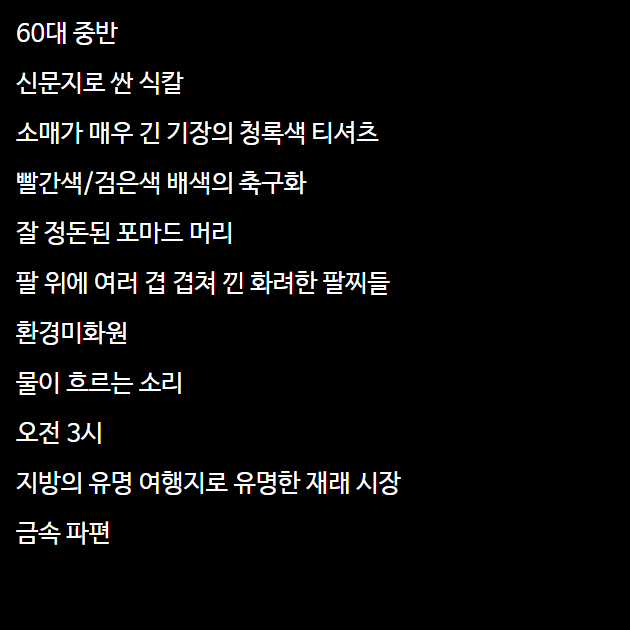 60대 중반
신문지로 싼 식칼
소매가 매우 긴 기장의 청록색 티셔츠
빨간색/검은색 배색의 축구화
잘 정돈된 포마드 머리
팔 위에 여러 겹 겹쳐 낀 화려한 팔찌들
환경미화원
물이 흐르는 소리
오전 3시
지방의 유명 여행지로 유명한 재래 시장
금속 파편